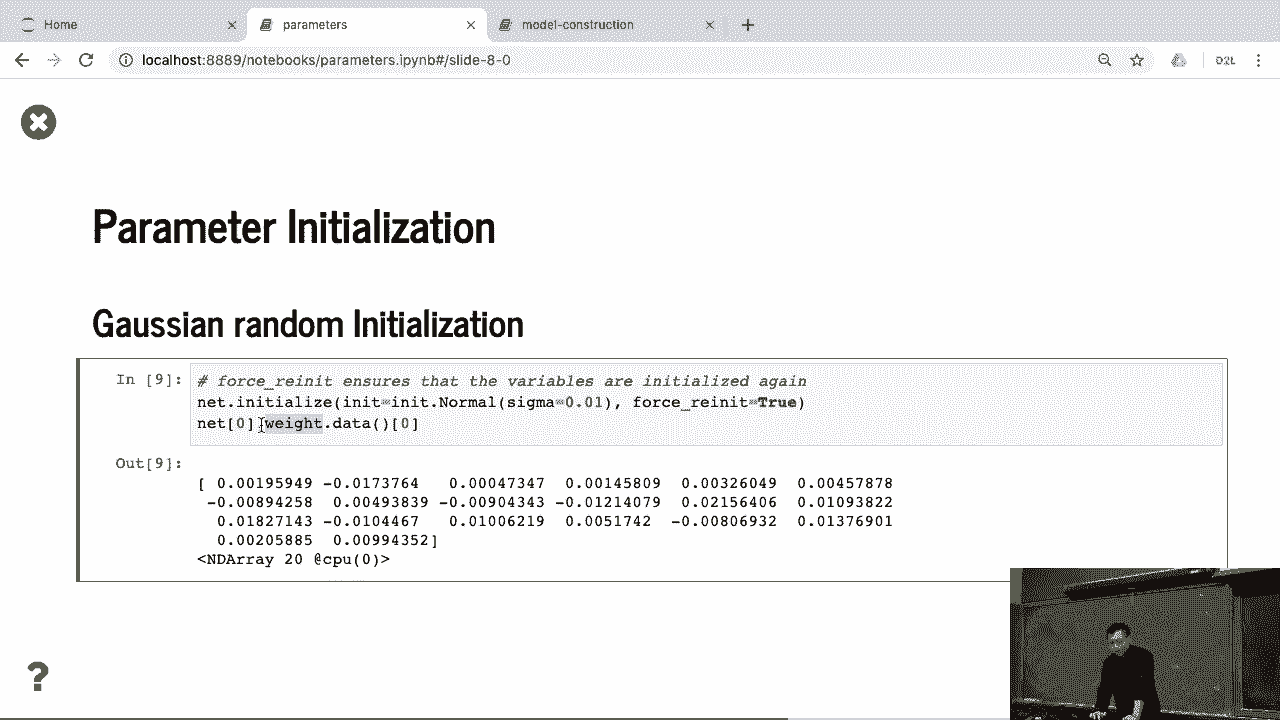 Home
parameters
model-construction
localhost:8889/notebooks/parameters.ipynb#/slide-8-0
D2L
Parameter Initialization
Gaussian random Initialization
In [9]:
# force_reinit ensures that the variables are initialized again
net.initialize(init=init.Normal(sigma=0.01), force_reinit=True)
net[0].weight.data()[0]
Out[9]:
[ 0.00195949 -0.0173764 0.00047347 0.00145809 0.00326049 0.00457878
-0.00894258 0.00493839 -0.00904343 -0.01214079 0.02156406 0.01093822
0.01827143 -0.0104467 0.01006219 0.0051742 -0.00806932 0.01376901
0.00205885 0.00994352]
<NDArray 20 @cpu(0)>
?